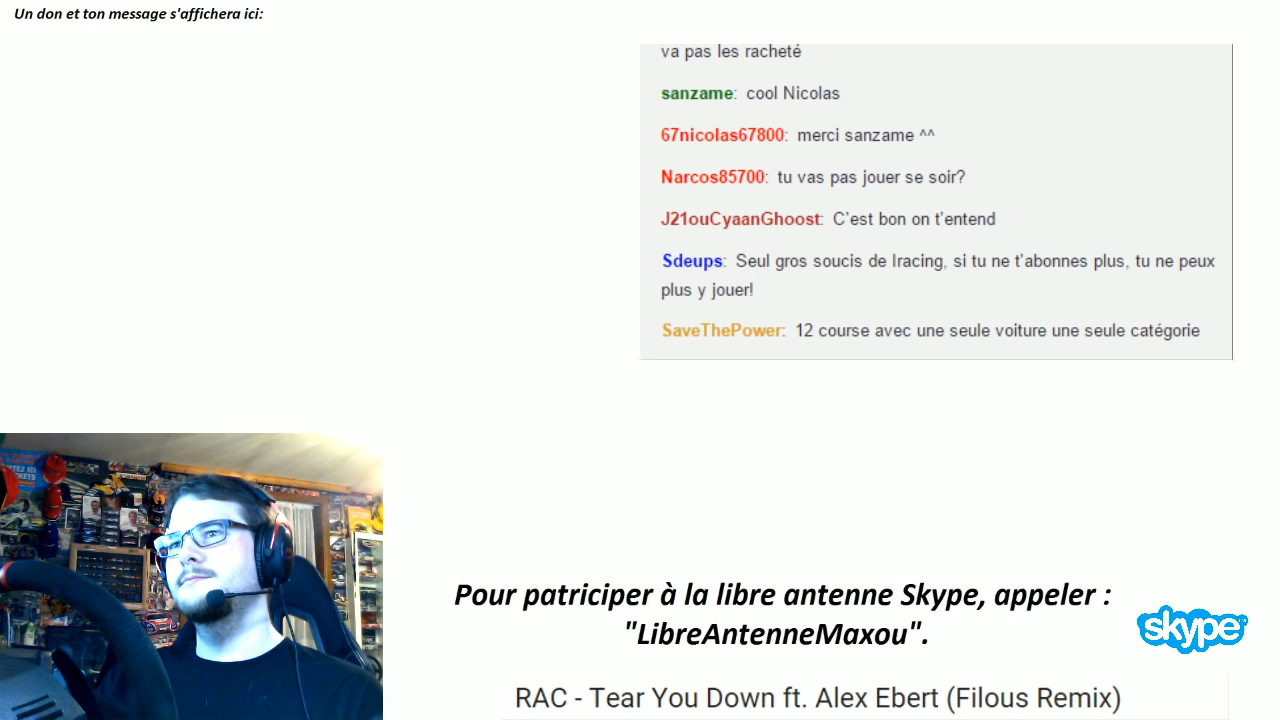 Un don et ton message s'affichera ici:
va pas les racheté
sanzame: cool Nicolas
67nicolas67800: merci sanzame ^^
Narcos85700: tu vas pas jouer se soir?
J21ouCyaanGhoost: C'est bon on t'entend
Sdeups: Seul gros soucis de Iracing, si tu ne t'abonnes plus, tu ne peux
plus y jouer!
SaveThePower: 12 course avec une seule voiture une seule catégorie
Pour patriciper à la libre antenne Skype, appeler :
"LibreAntenneMaxou".
skype
RAC - Tear You Down ft. Alex Ebert (Filous Remix)